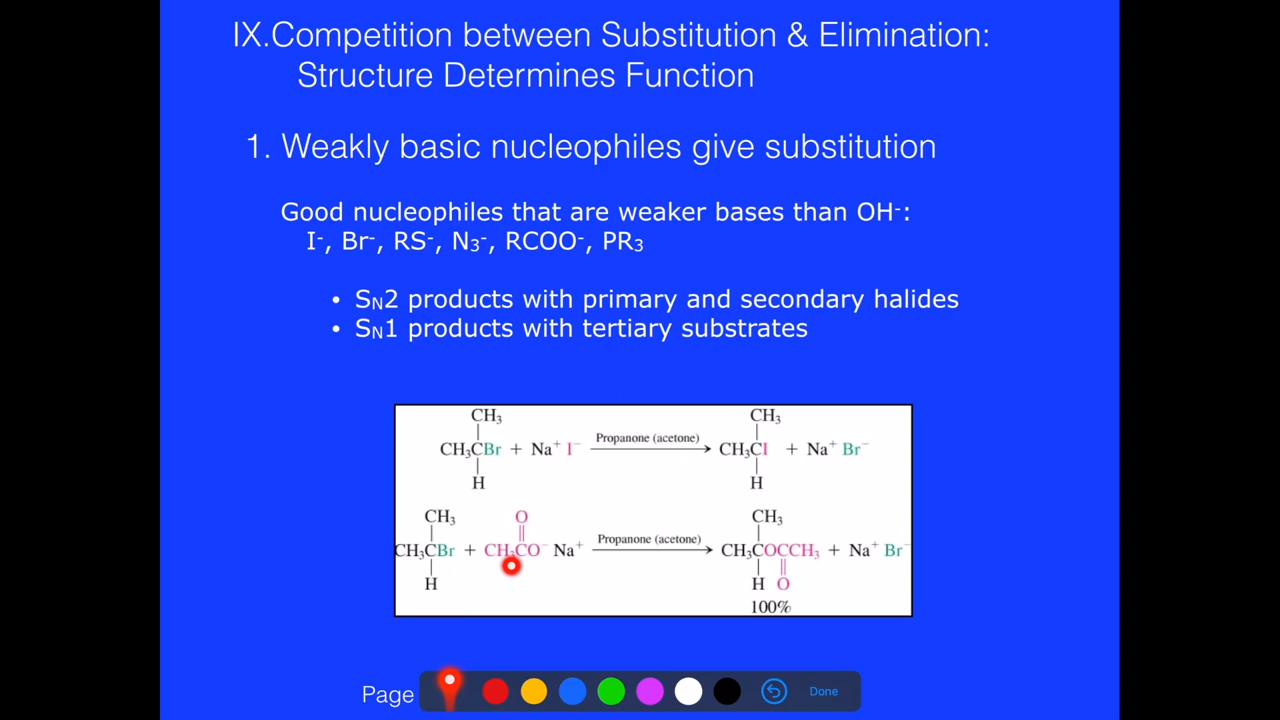 IX.Competition between Substitution & Elimination:
Structure Determines Function
1. Weakly basic nucleophiles give substitution
Good nucleophiles that are weaker bases than OH⁻:
I⁻, Br⁻, RS⁻, N₃⁻, RCOO⁻, PR₃
• Sₙ2 products with primary and secondary halides
• Sₙ1 products with tertiary substrates
CH₃ CH₃
CH₃CBr + Na⁺ I⁻ Propanone (acetone) CH₃CI + Na⁺ Br⁻
H H
CH₃ O CH₃
CH₃CBr + CH₃CO⁻ Na⁺ Propanone (acetone) CH₃COCCH₃ + Na⁺ Br⁻
H H O
100%
Page Done